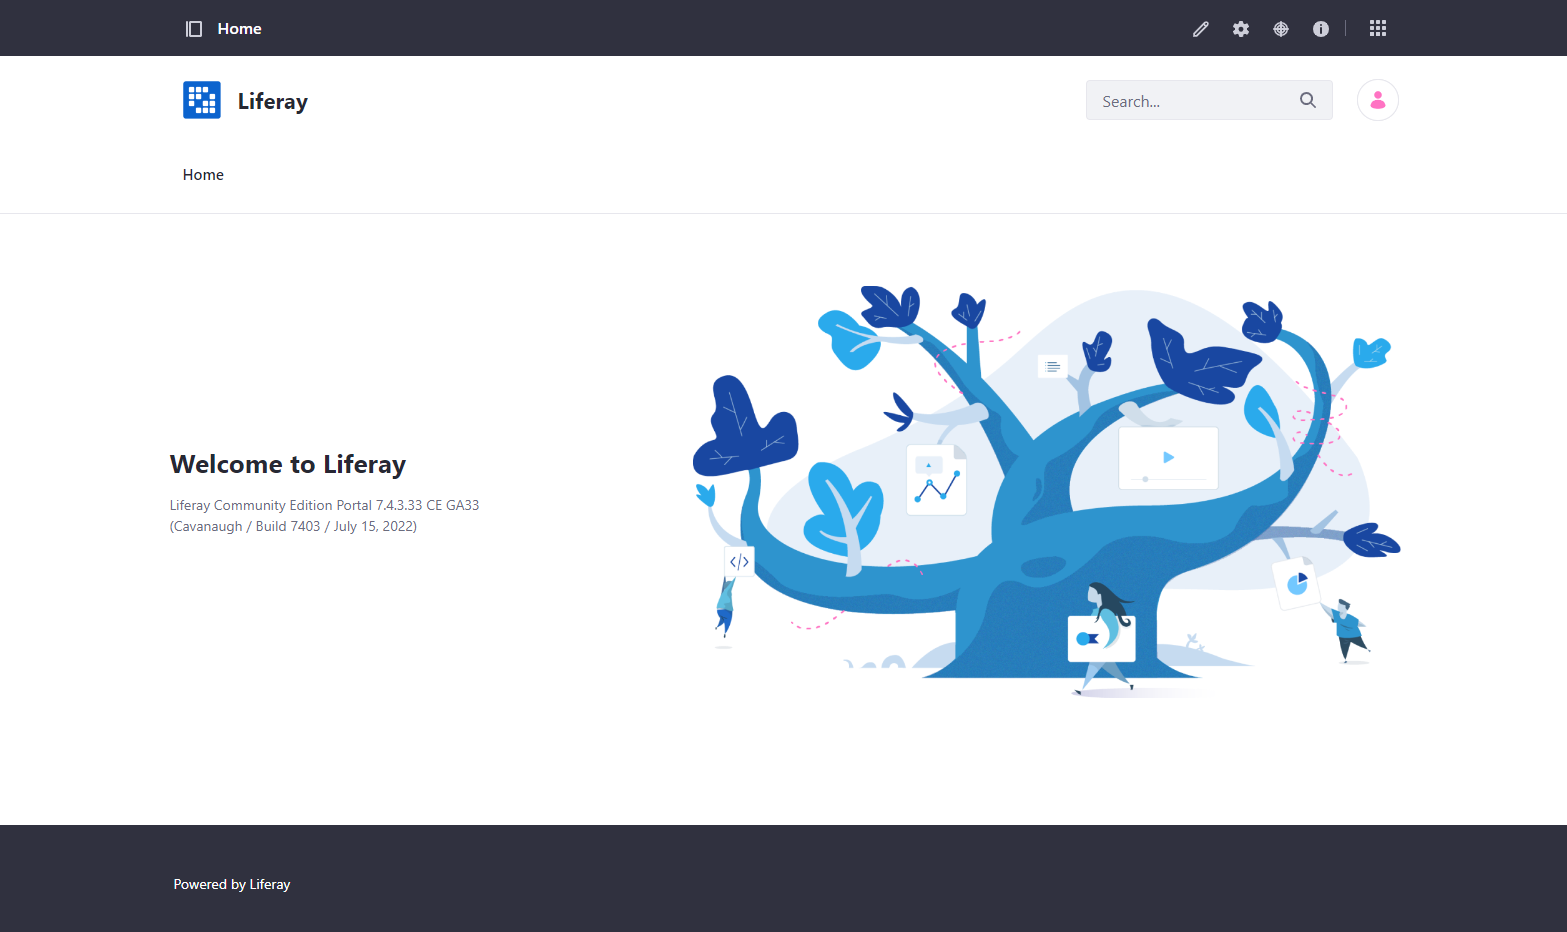 Home
Liferay
Search...
Home
Welcome to Liferay
Liferay Community Edition Portal 7.4.3.33 CE GA33
(Cavanaugh / Build 7403 / July 15, 2022)
</>
Powered by Liferay